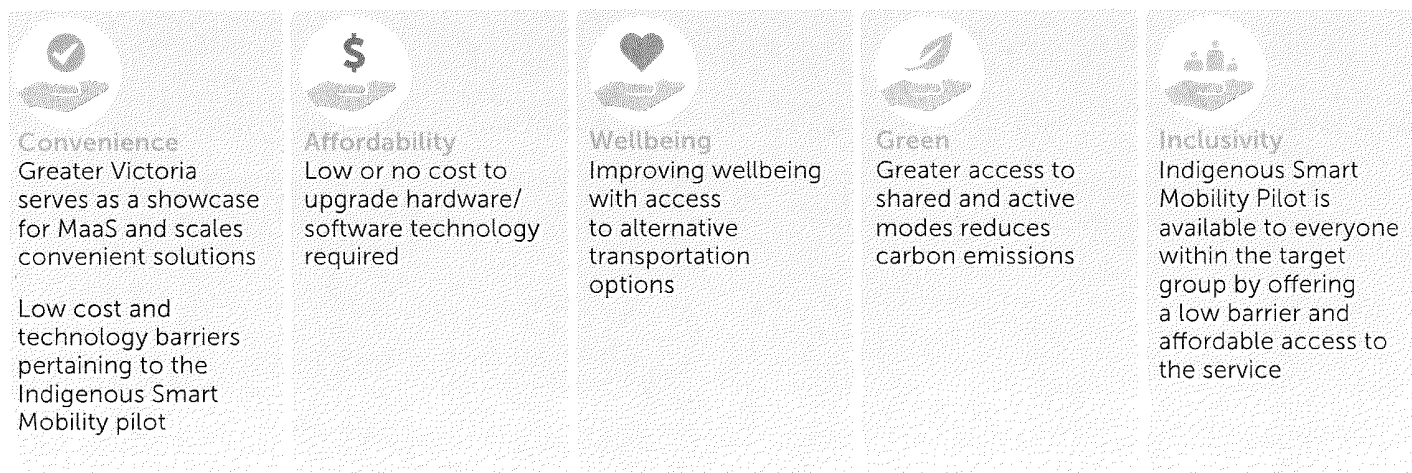 Convenience
Greater Victoria
serves as a showcase
for MaaS and scales
convenient solutions
Low cost and
technology barriers
pertaining to the
Indigenous Smart
Mobility pilot
$
Affordability
Low or no cost to
upgrade hardware/
software technology
required
Wellbeing
Improving wellbeing
with access
to alternative
transportation
options
Green
Greater access to
shared and active
modes reduces
carbon emissions
Inclusivity
Indigenous Smart
Mobility Pilot is
available to everyone
within the target
group by offering
a low barrier and
affordable access to
the service